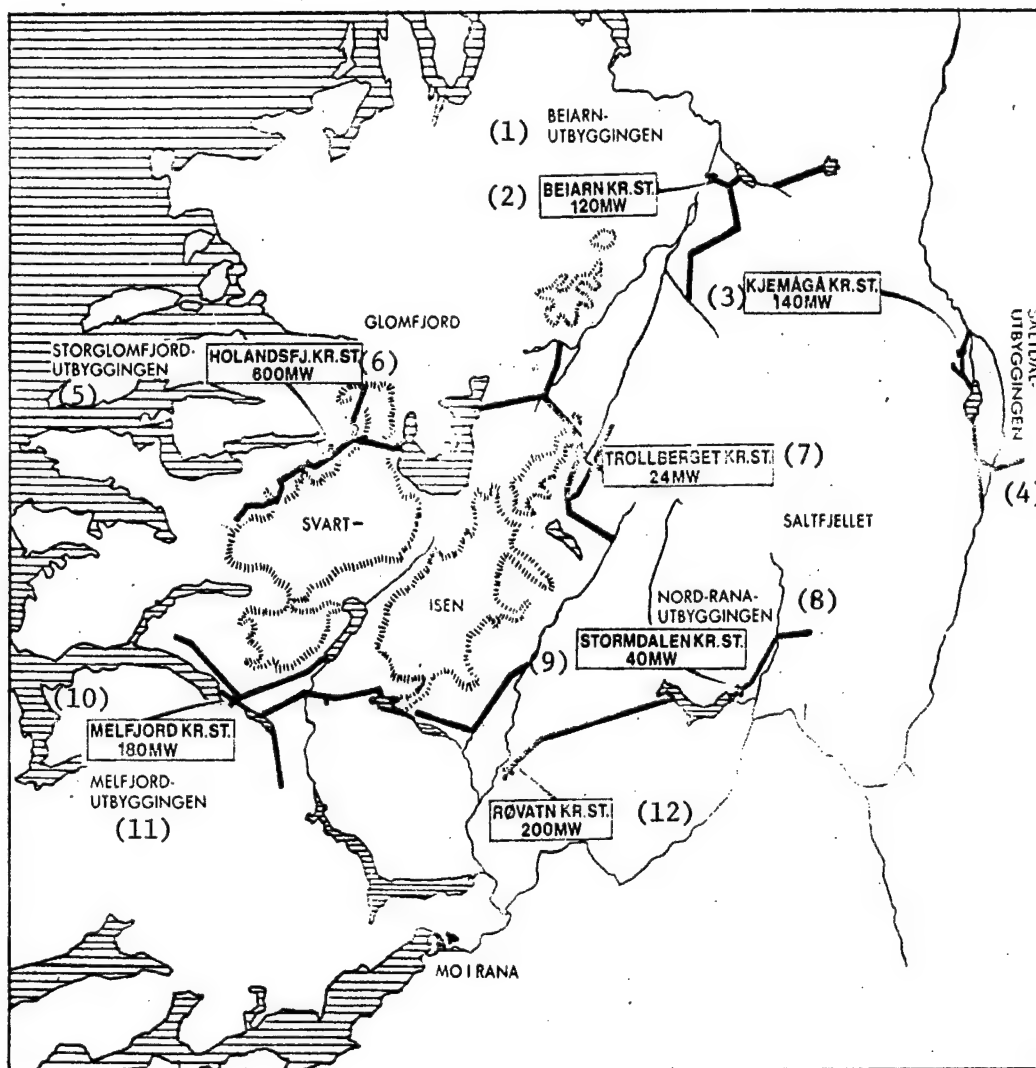 (1) BEIARN-
UTBYGGINGEN
(2) BEIARN KR.ST.
120MW
(3) KJEMÅGÅ KR.ST.
140MW
SALTDAL-
UTBYGGINGEN
(4)
GLOMFJORD
STORGLOMFJORD-
UTBYGGINGEN
(5)
HOLANDSFJ.KR.ST. (6)
600MW
TROLLBERGET KR.ST. (7)
24MW
SVART-
ISEN
SALTFJELLET
NORD-RANA-
UTBYGGINGEN
(8)
STORMDALEN KR.ST.
40MW
(9)
(10)
MELFJORD KR.ST.
180MW
MELFJORD-
UTBYGGINGEN
(11)
RØVATN KR.ST. (12)
200MW
MO I RANA